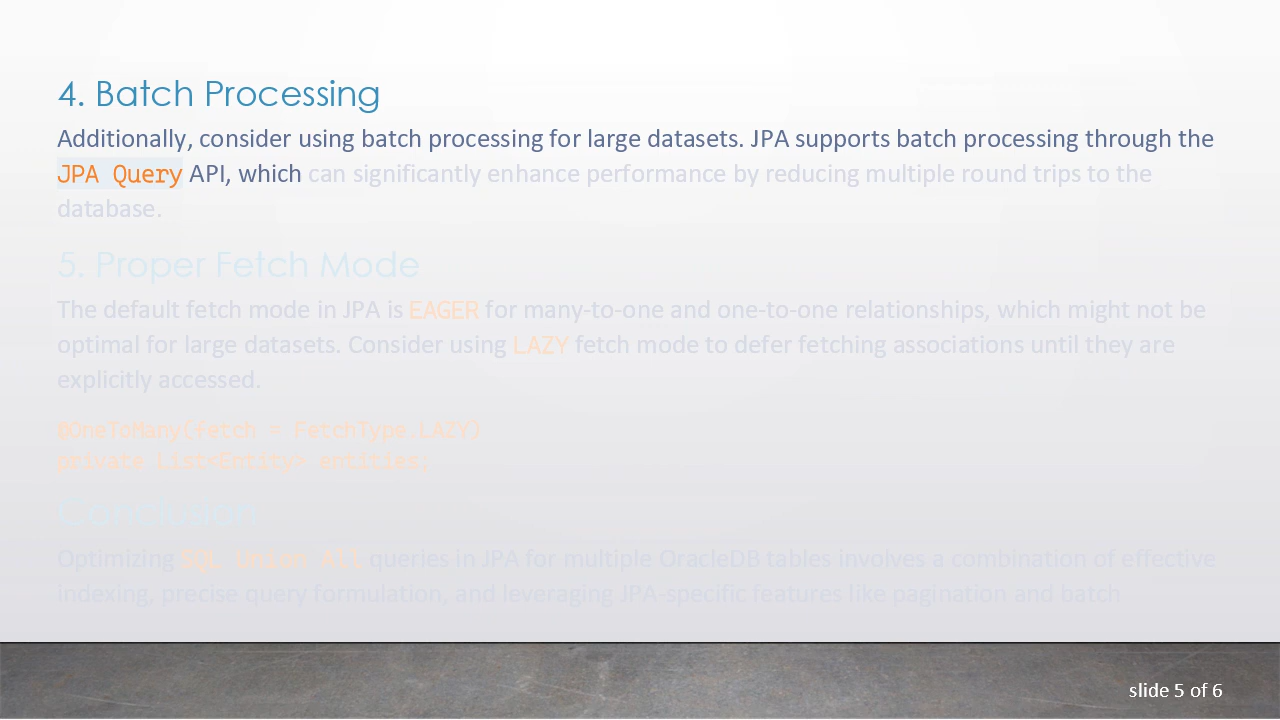 4. Batch Processing
Additionally, consider using batch processing for large datasets. JPA supports batch processing through the
JPA Query API, which can significantly enhance performance by reducing multiple round trips to the
database.
5. Proper Fetch Mode
The default fetch mode in JPA is EAGER for many-to-one and one-to-one relationships, which might not be
optimal for large datasets. Consider using LAZY fetch mode to defer fetching associations until they are
explicitly accessed.
@OneToMany(fetch = FetchType.LAZY)
private List<Entity> entities;
Conclusion
Optimizing SQL Union All queries in JPA for multiple OracleDB tables involves a combination of effective
indexing, precise query formulation, and leveraging JPA-specific features like pagination and batch
slide 5 of 6